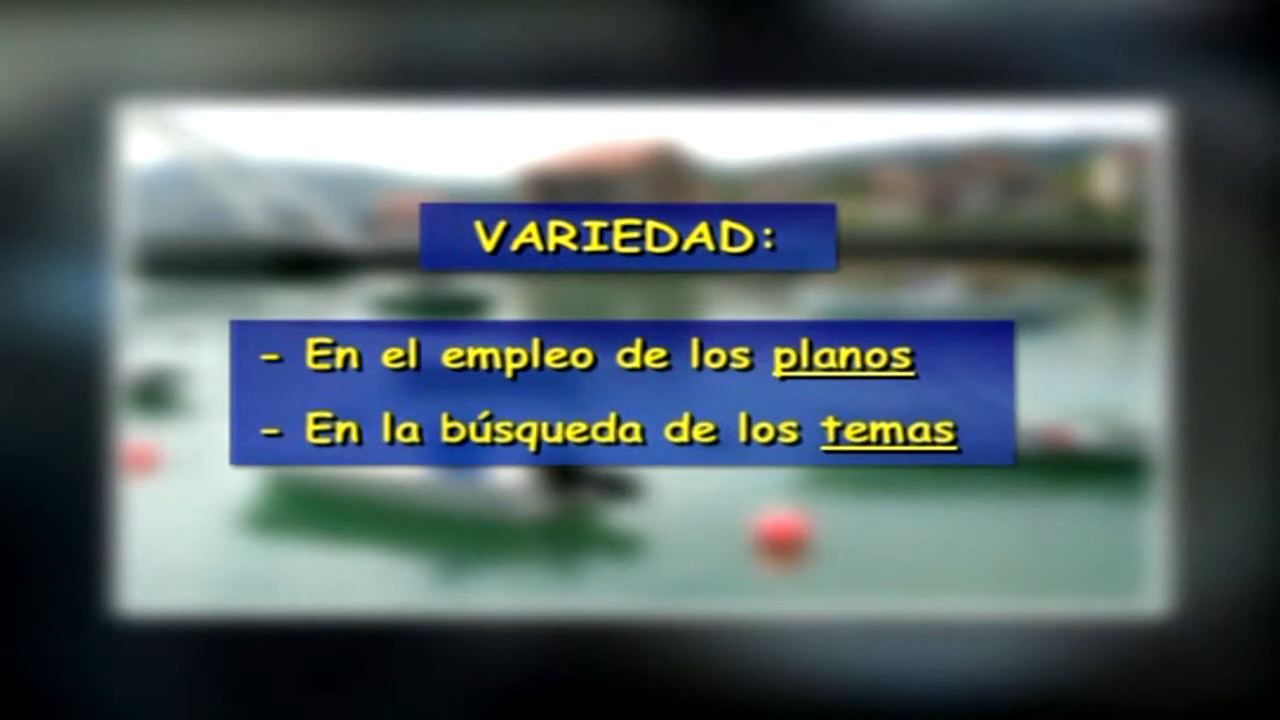 VARIEDAD:
- En el empleo de los planos
- En la búsqueda de los temas